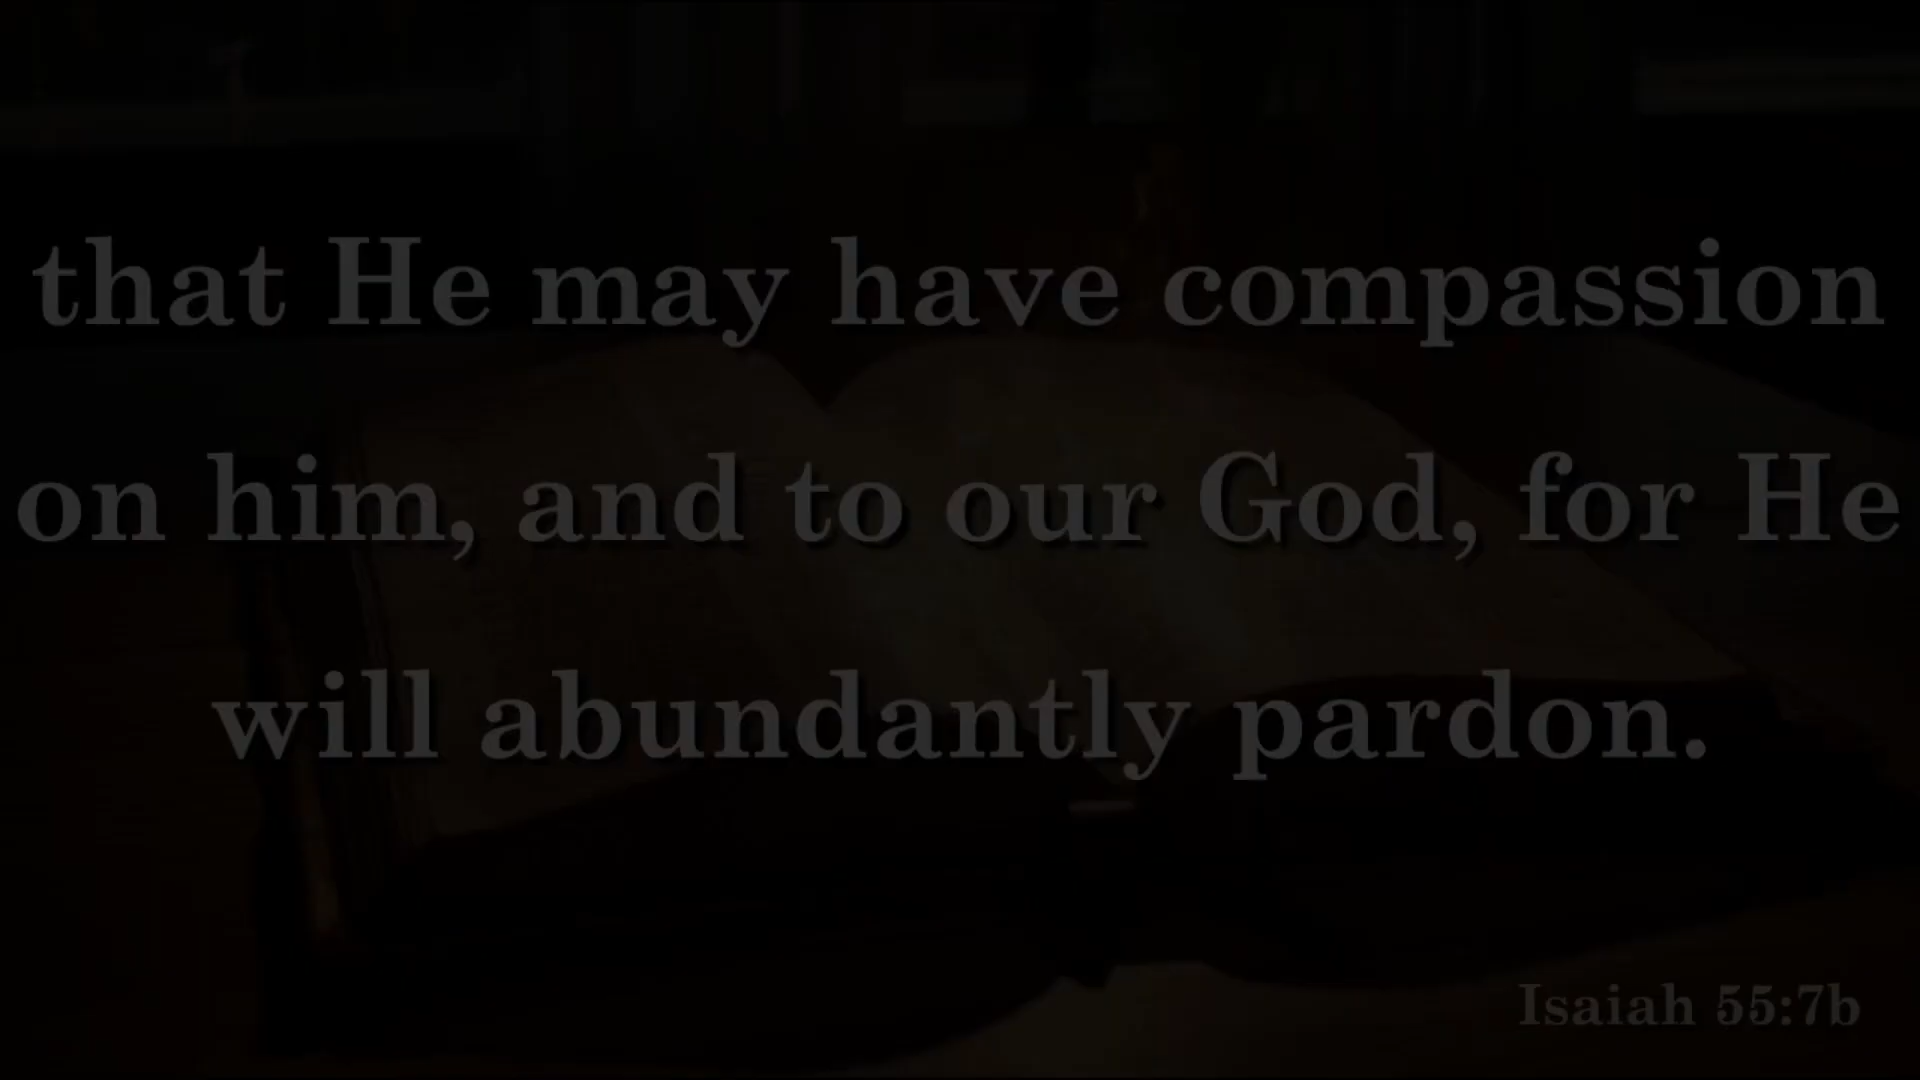 that He may have compassion
on him, and to our God, for He
will abundantly pardon.
Isaiah 55:7b